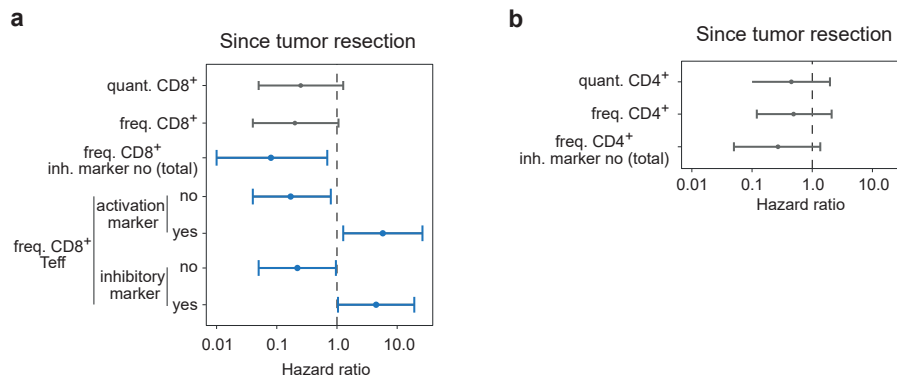 a
Since tumor resection
quant. CD8+
freq. CD8+
freq. CD8+
inh. marker no (total)
freq. CD8+
Teff
activation
marker
no
yes
inhibitory
marker
no
yes
0.01 0.1 1.0 10.0
Hazard ratio
b
Since tumor resection
quant. CD4+
freq. CD4+
freq. CD4+
inh. marker no (total)
0.01 0.1 1.0 10.0
Hazard ratio